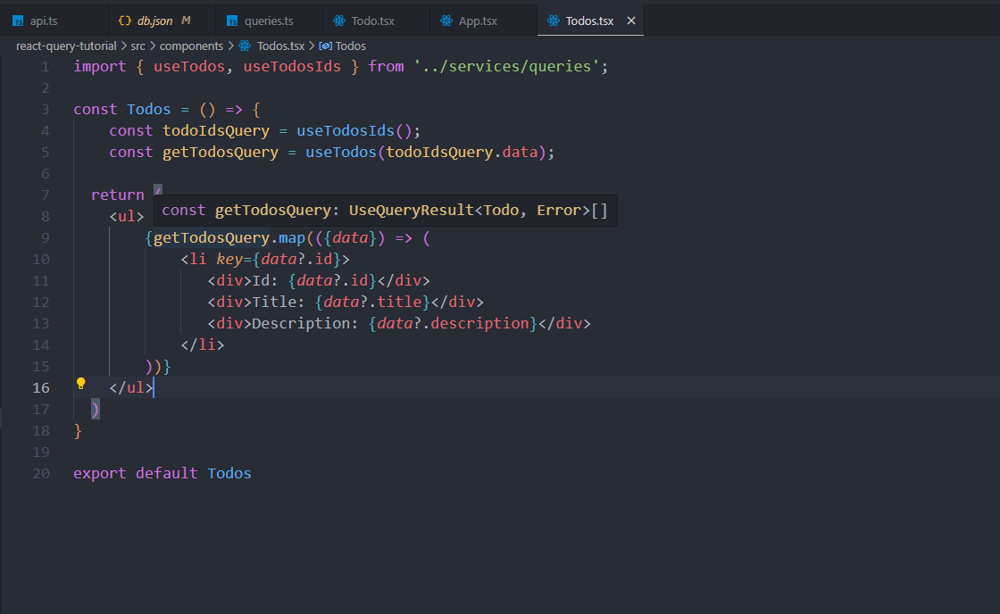 api.ts db.json M queries.ts Todo.tsx App.tsx Todos.tsx
react-query-tutorial > src > components > Todos.tsx > Todos
1 import { useTodos, useTodosIds } from '../services/queries';
2
3 const Todos = () => {
4 const todoIdsQuery = useTodosIds();
5 const getTodosQuery = useTodos(todoIdsQuery.data);
6
7 return (
const getTodosQuery: UseQueryResult<Todo, Error>[]
8 <ul>
9 {getTodosQuery.map(({data}) => (
10 <li key={data?.id}>
11 <div>Id: {data?.id}</div>
12 <div>Title: {data?.title}</div>
13 <div>Description: {data?.description}</div>
14 </li>
15 ))}
16 </ul>
17 )
18 }
19
20 export default Todos